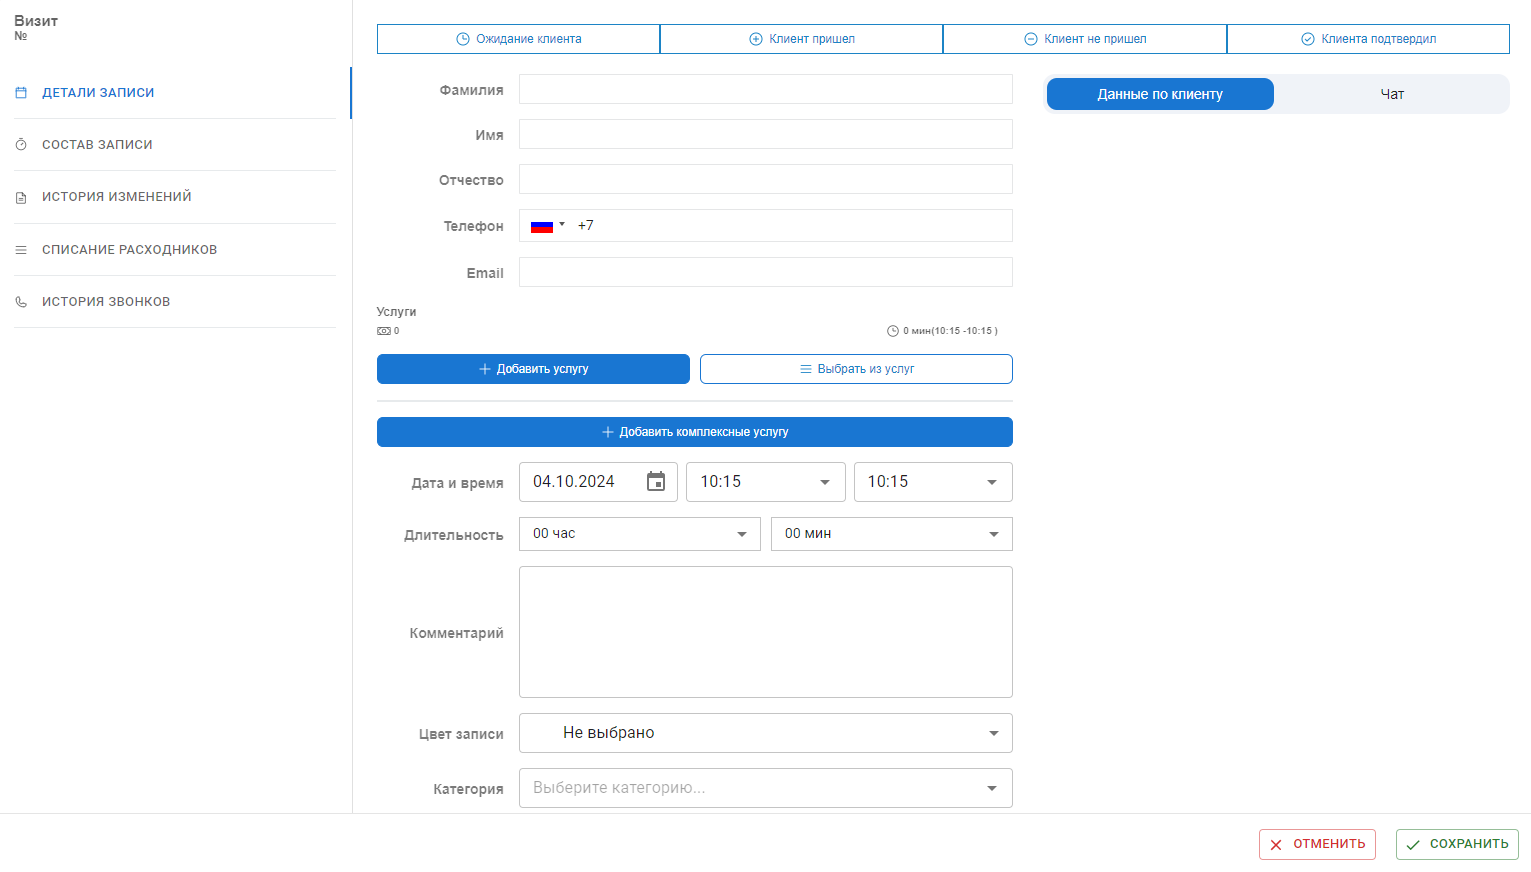 Визит
№
ДЕТАЛИ ЗАПИСИ
СОСТАВ ЗАПИСИ
ИСТОРИЯ ИЗМЕНЕНИЙ
СПИСАНИЕ РАСХОДНИКОВ
ИСТОРИЯ ЗВОНКОВ
Ожидание клиента
Клиент пришел
Клиент не пришел
Клиента подтвердил
Фамилия
Имя
Отчество
Телефон +7
Email
Услуги
0
0 мин(10:15 -10:15 )
Добавить услугу
Выбрать из услуг
Добавить комплексные услугу
Дата и время 04.10.2024 10:15 10:15
Длительность 00 час 00 мин
Комментарий
Цвет записи Не выбрано
Категория Выберите категорию...
Данные по клиенту
Чат
ОТМЕНИТЬ
СОХРАНИТЬ